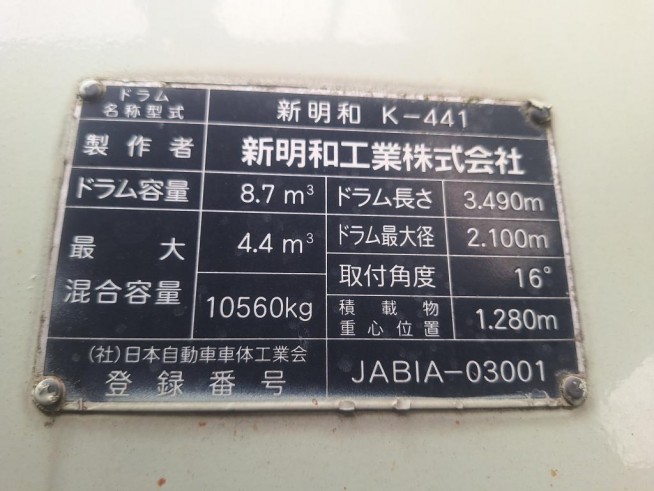 ドラム
名称型式 新明和 K-441
製作者 新明和工業株式会社
ドラム容量 8.7 m³ ドラム長さ 3.490m
最大 4.4 m³ ドラム最大径 2.100m
混合容量 10560kg 取付角度 16°
積載物
重心位置 1.280m
(社)日本自動車車体工業会
登録番号 JABIA-03001